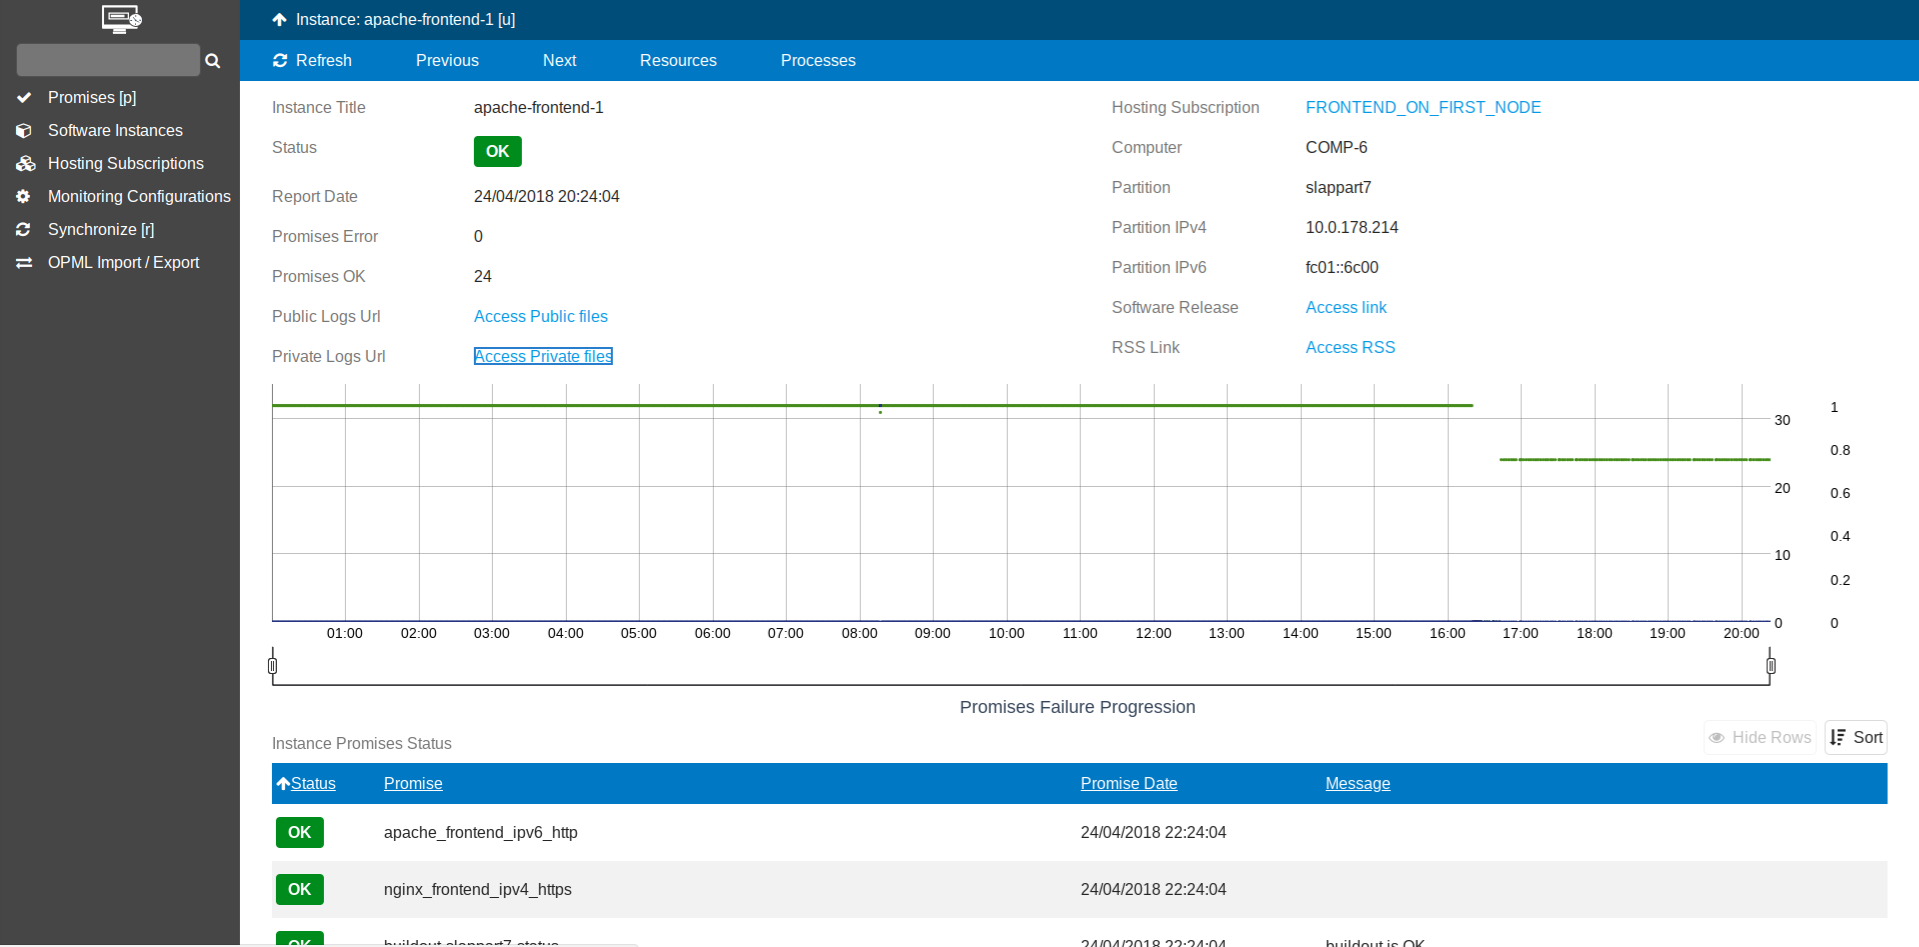 Instance: apache-frontend-1 [u]
Refresh Previous Next Resources Processes
Promises [p]
Software Instances
Hosting Subscriptions
Monitoring Configurations
Synchronize [r]
OPML Import / Export
Instance Title apache-frontend-1
Status OK
Report Date 24/04/2018 20:24:04
Promises Error 0
Promises OK 24
Public Logs Url Access Public files
Private Logs Url Access Private files
Hosting Subscription FRONTEND_ON_FIRST_NODE
Computer COMP-6
Partition slappart7
Partition IPv4 10.0.178.214
Partition IPv6 fc01::6c00
Software Release Access link
RSS Link Access RSS
30 1
0.8
20 0.6
0.4
10 0.2
0 0
01:00 02:00 03:00 04:00 05:00 06:00 07:00 08:00 09:00 10:00 11:00 12:00 13:00 14:00 15:00 16:00 17:00 18:00 19:00 20:00
Promises Failure Progression
Instance Promises Status Hide Rows Sort
Status Promise Promise Date Message
OK apache_frontend_ipv6_http 24/04/2018 22:24:04
OK nginx_frontend_ipv4_https 24/04/2018 22:24:04
OK buildout slappart7 status 24/04/2018 22:24:04 buildout is OK